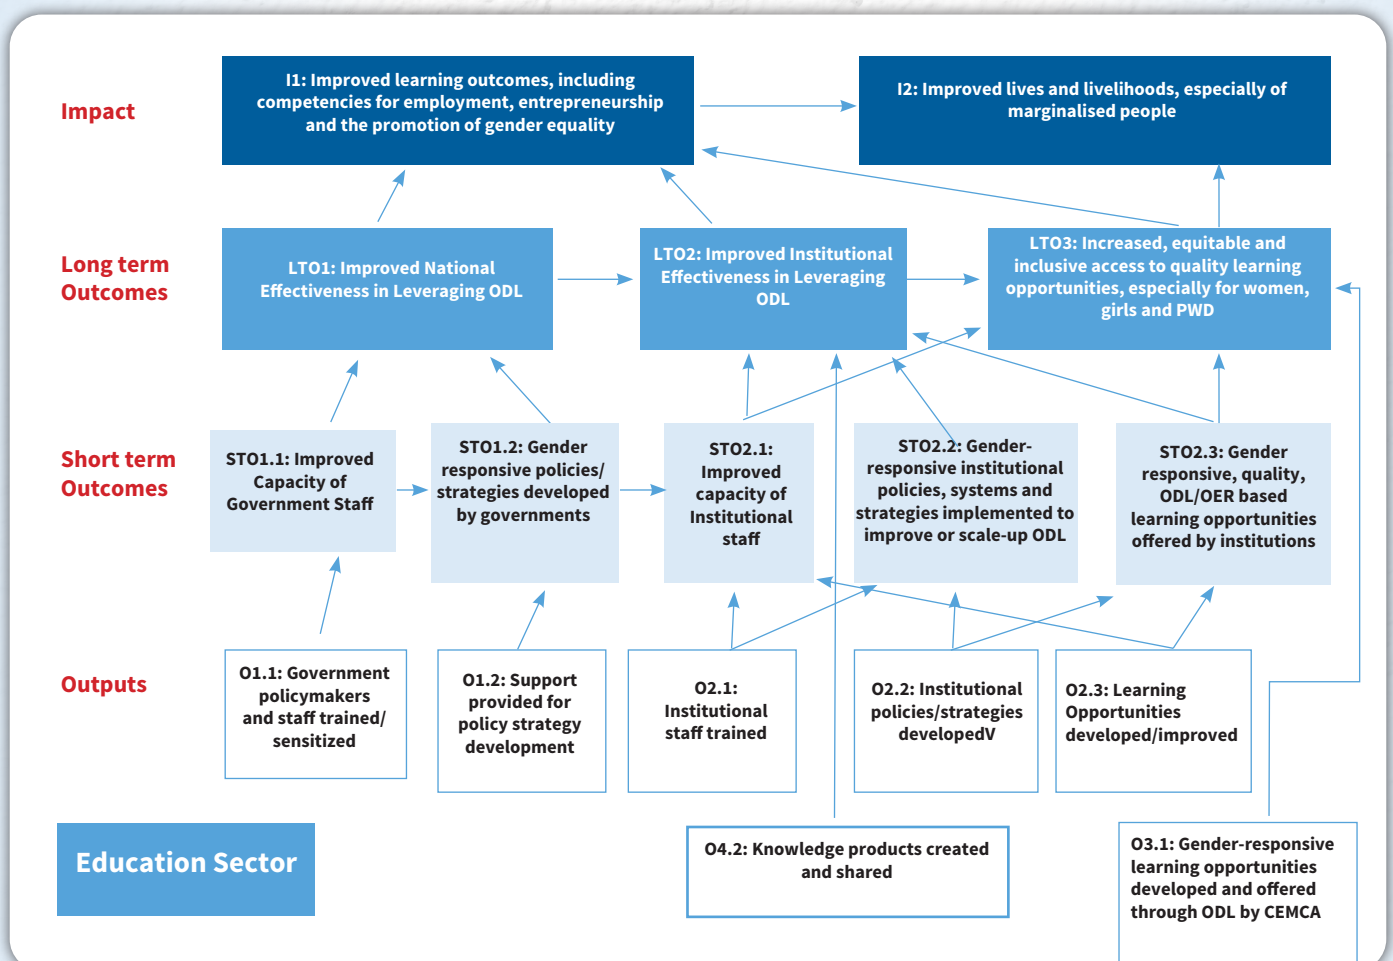 Impact
I1: Improved learning outcomes, including
competencies for employment, entrepreneurship
and the promotion of gender equality
I2: Improved lives and livelihoods, especially of
marginalised people
Long term
Outcomes
LTO1: Improved National
Effectiveness in Leveraging ODL
LTO2: Improved Institutional
Effectiveness in Leveraging
ODL
LTO3: Increased, equitable and
inclusive access to quality learning
opportunities, especially for women,
girls and PWD
Short term
Outcomes
STO1.1: Improved
Capacity of
Government Staff
STO1.2: Gender
responsive policies/
strategies developed
by governments
STO2.1:
Improved
capacity of
Institutional
staff
STO2.2: Gender-
responsive institutional
policies, systems and
strategies implemented to
improve or scale-up ODL
STO2.3: Gender
responsive, quality,
ODL/OER based
learning opportunities
offered by institutions
Outputs
O1.1: Government
policymakers
and staff trained/
sensitized
O1.2: Support
provided for
policy strategy
development
O2.1:
Institutional
staff trained
O2.2: Institutional
policies/strategies
developedV
O2.3: Learning
Opportunities
developed/improved
Education Sector
O4.2: Knowledge products created
and shared
O3.1: Gender-responsive
learning opportunities
developed and offered
through ODL by CEMCA